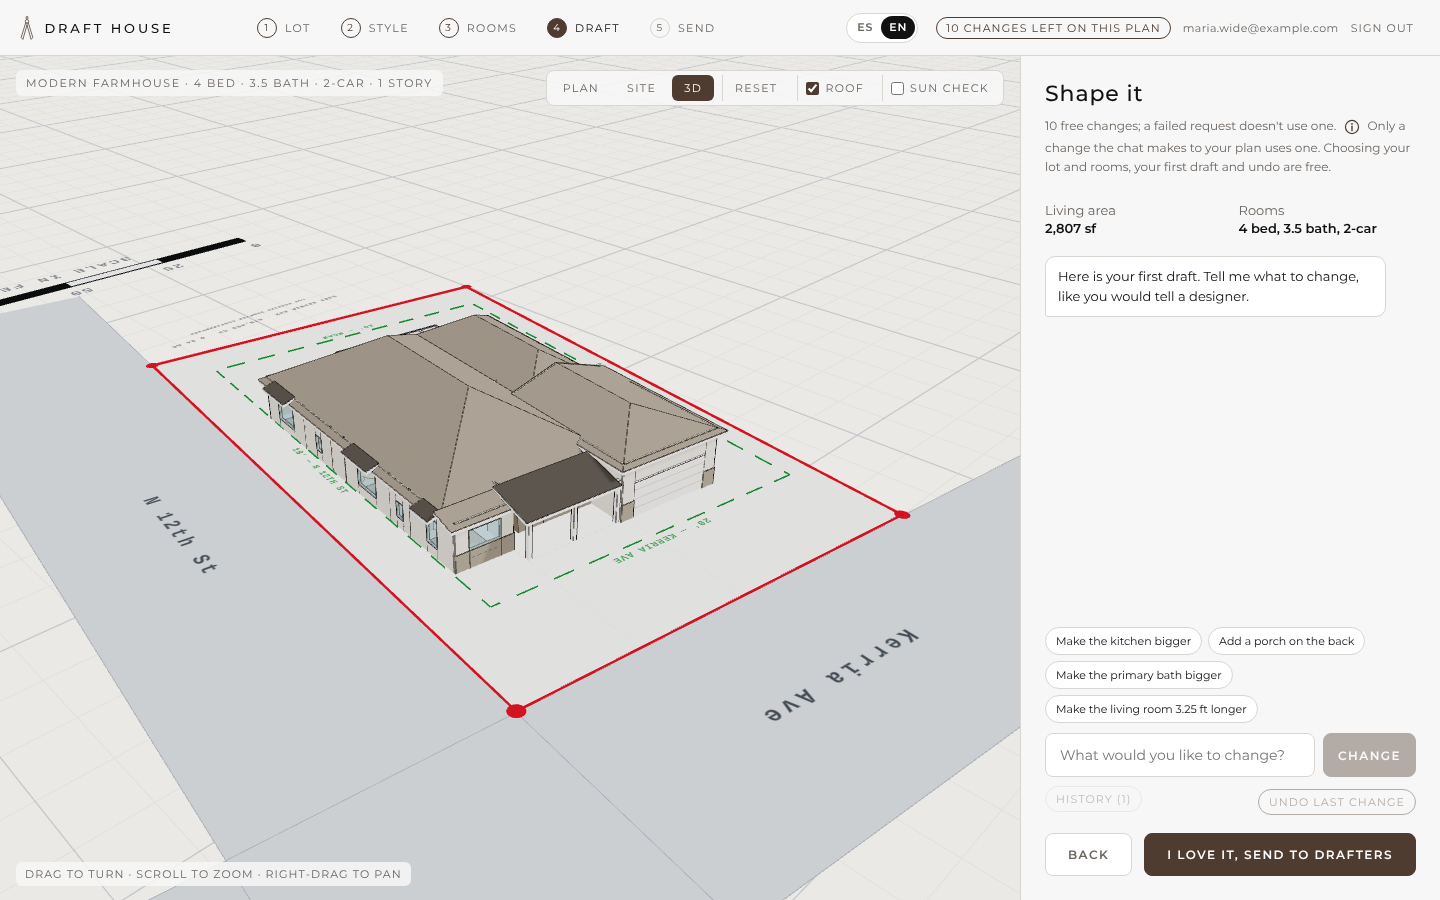 DRAFT HOUSE
1 LOT
2 STYLE
3 ROOMS
4 DRAFT
5 SEND
ES EN
10 CHANGES LEFT ON THIS PLAN
maria.wide@example.com
SIGN OUT
MODERN FARMHOUSE · 4 BED · 3.5 BATH · 2-CAR · 1 STORY
PLAN SITE 3D RESET ROOF SUN CHECK
Shape it
10 free changes; a failed request doesn't use one. Only a
change the chat makes to your plan uses one. Choosing your
lot and rooms, your first draft and undo are free.
Living area
2,807 sf
Rooms
4 bed, 3.5 bath, 2-car
Here is your first draft. Tell me what to change,
like you would tell a designer.
0
25
50
N 12th St
20' - KERRIA AVE
Kerria Ave
Make the kitchen bigger
Add a porch on the back
Make the primary bath bigger
Make the living room 3.25 ft longer
What would you like to change?
CHANGE
HISTORY (1)
UNDO LAST CHANGE
BACK
I LOVE IT, SEND TO DRAFTERS
DRAG TO TURN · SCROLL TO ZOOM · RIGHT-DRAG TO PAN